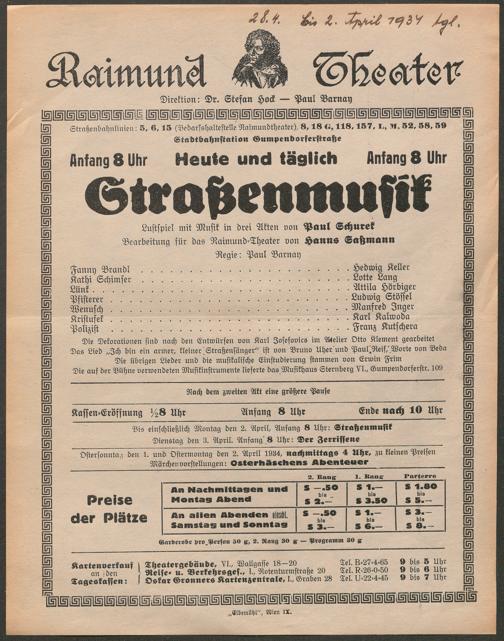 28.4. bis 2. April 1934 tgl.
Raimund Theater
Direktion: Dr. Stefan Hock — Paul Barnay
Straßenbahnlinien: 5, 6, 15 (Bedarfshaltestelle Raimundtheater), 8, 18 G, 118, 157, L, M, 52, 58, 59
Stadtbahnstation Gumpendorferstraße
Anfang 8 Uhr Heute und täglich Anfang 8 Uhr
Straßenmusik
Lustspiel mit Musik in drei Akten von Paul Schurek
Bearbeitung für das Raimund-Theater von Hanns Saßmann
Regie: Paul Barnay
Fanny Brandl . . . Hedwig Keller
Kathi Schimser . . . Lotte Lang
Lünk . . . Attila Hörbiger
Pfisterer . . . Ludwig Stössel
Wenusch . . . Manfred Inger
Kristufek . . . Karl Kalwoda
Polizist . . . Franz Kutschera
Die Dekorationen sind nach den Entwürfen von Karl Josefovics im Atelier Otto Klement gearbeitet
Das Lied „Ich bin ein armer, kleiner Straßensänger" ist von Bruno Uher und Paul Reif, Worte von Beda
Die übrigen Lieder und die musikalische Einstudierung stammen von Erwin Frim
Die auf der Bühne verwendeten Musikinstrumente lieferte das Musikhaus Sternberg VI., Gumpendorferstr. 109
Nach dem zweiten Akt eine größere Pause
Kassen-Eröffnung ½8 Uhr Anfang 8 Uhr Ende nach 10 Uhr
Bis einschließlich Montag den 2. April, Anfang 8 Uhr: Straßenmusik
Dienstag den 3. April. Anfang 8 Uhr: Der Zerrissene
Ostersonntag den 1. und Ostermontag den 2. April 1934, nachmittags 4 Uhr, zu kleinen Preisen
Märchenvorstellungen: Osterhäschens Abenteuer
Preise der Plätze
2. Rang 1. Rang Parterre
An Nachmittagen und Montag Abend S —.50 bis S 2.— S 1.— bis S 3.50 S 1.80 bis S 5.—
An allen Abenden einschl. Samstag und Sonntag S —.50 bis S 3.— S 1.— bis S 6.— S 3.— bis S 8.—
Garderobe pro Person 50 g, 2. Rang 30 g — Programm 30 g
Kartenverkauf an den Tageskassen:
Theatergebäude, VI., Wallgasse 18—20 Tel. B-27-4-65 9 bis 5 Uhr
Reise- u. Verkehrsges., I., Rotenturmstraße 20 Tel. R-26-0-50 9 bis 6 Uhr
Oskar Gronners Kartenzentrale, I., Graben 28 Tel. U-22-4-45 9 bis 7 Uhr
„Elbemühl", Wien IX.